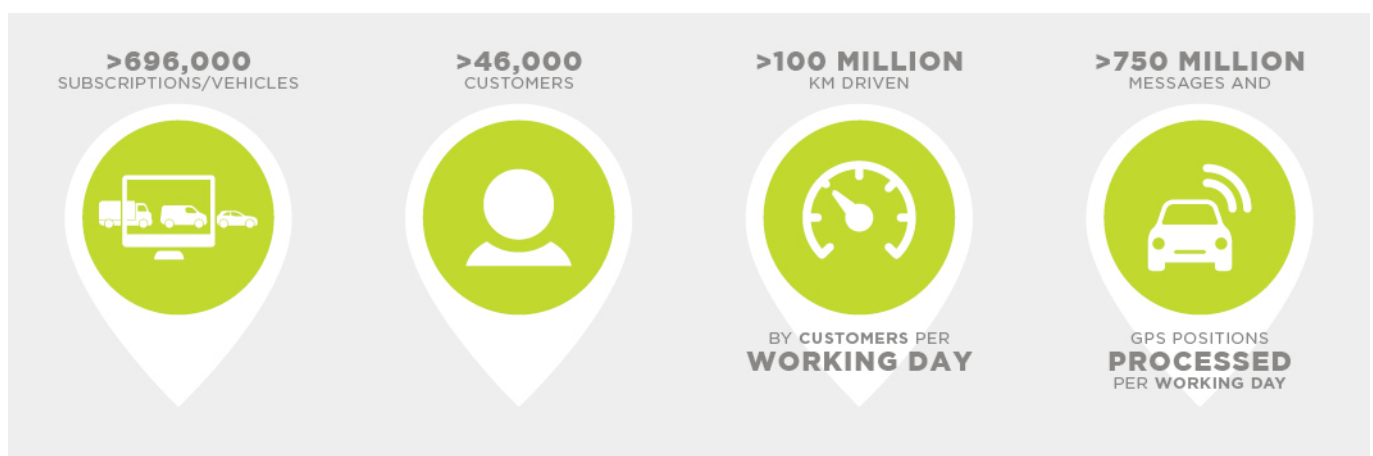 >696,000
SUBSCRIPTIONS/VEHICLES
>46,000
CUSTOMERS
>100 MILLION
KM DRIVEN
BY CUSTOMERS PER
WORKING DAY
>750 MILLION
MESSAGES AND
GPS POSITIONS
PROCESSED
PER WORKING DAY